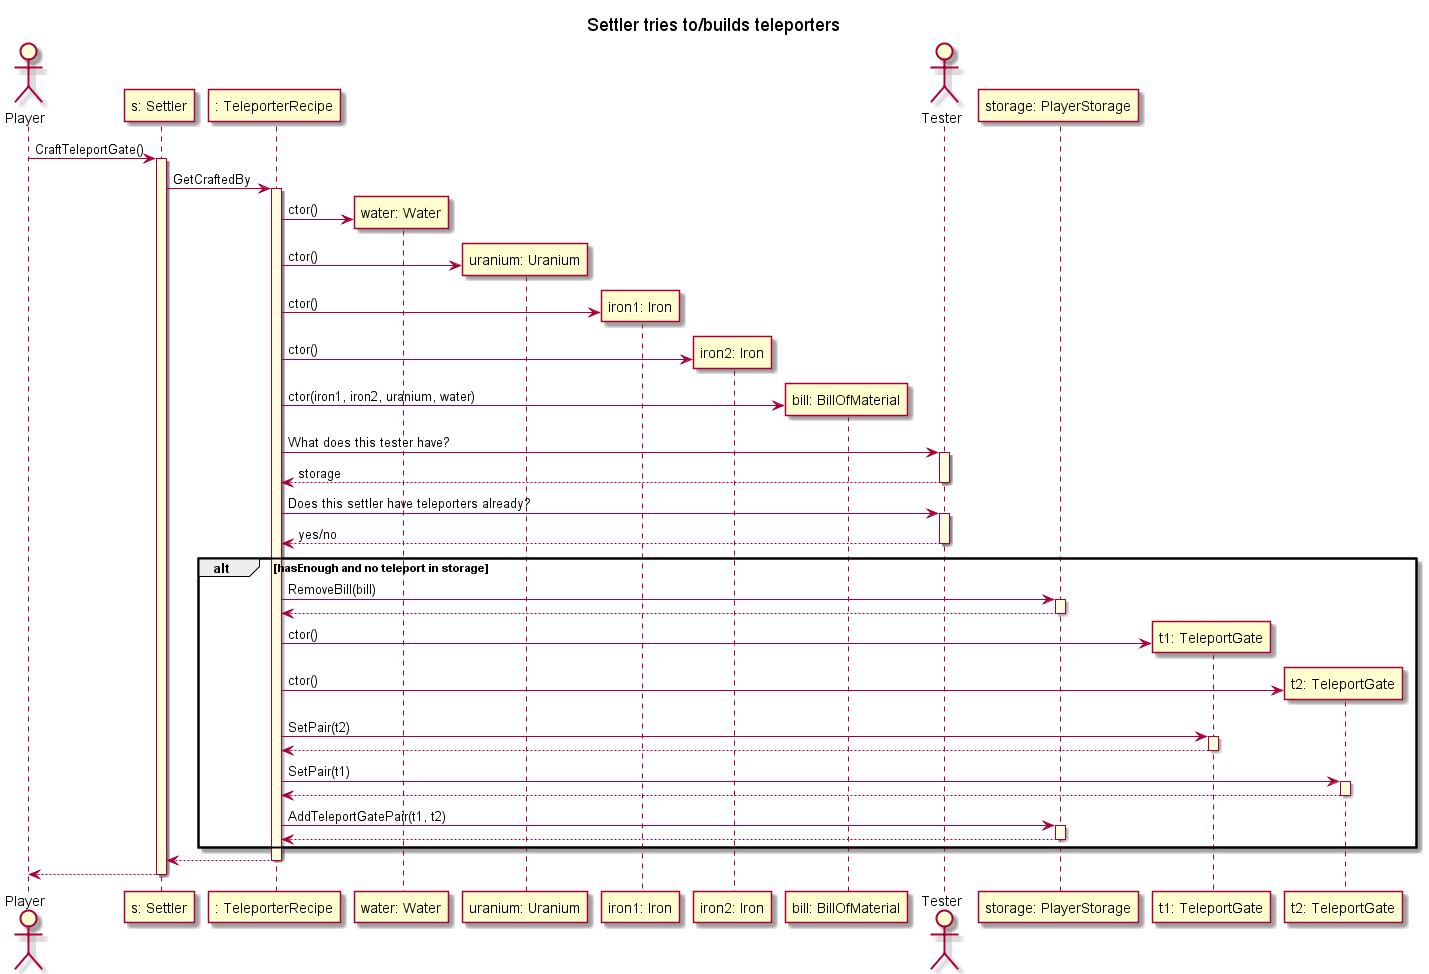 Settler tries to/builds teleporters
Player
s: Settler
: TeleporterRecipe
Tester
storage: PlayerStorage
CraftTeleportGate()
GetCraftedBy
ctor()
water: Water
ctor()
uranium: Uranium
ctor()
iron1: Iron
ctor()
iron2: Iron
ctor(iron1, iron2, uranium, water)
bill: BillOfMaterial
What does this tester have?
storage
Does this settler have teleporters already?
yes/no
alt
[hasEnough and no teleport in storage]
RemoveBill(bill)
ctor()
t1: TeleportGate
ctor()
t2: TeleportGate
SetPair(t2)
SetPair(t1)
AddTeleportGatePair(t1, t2)
Player
s: Settler
: TeleporterRecipe
water: Water
uranium: Uranium
iron1: Iron
iron2: Iron
bill: BillOfMaterial
Tester
storage: PlayerStorage
t1: TeleportGate
t2: TeleportGate